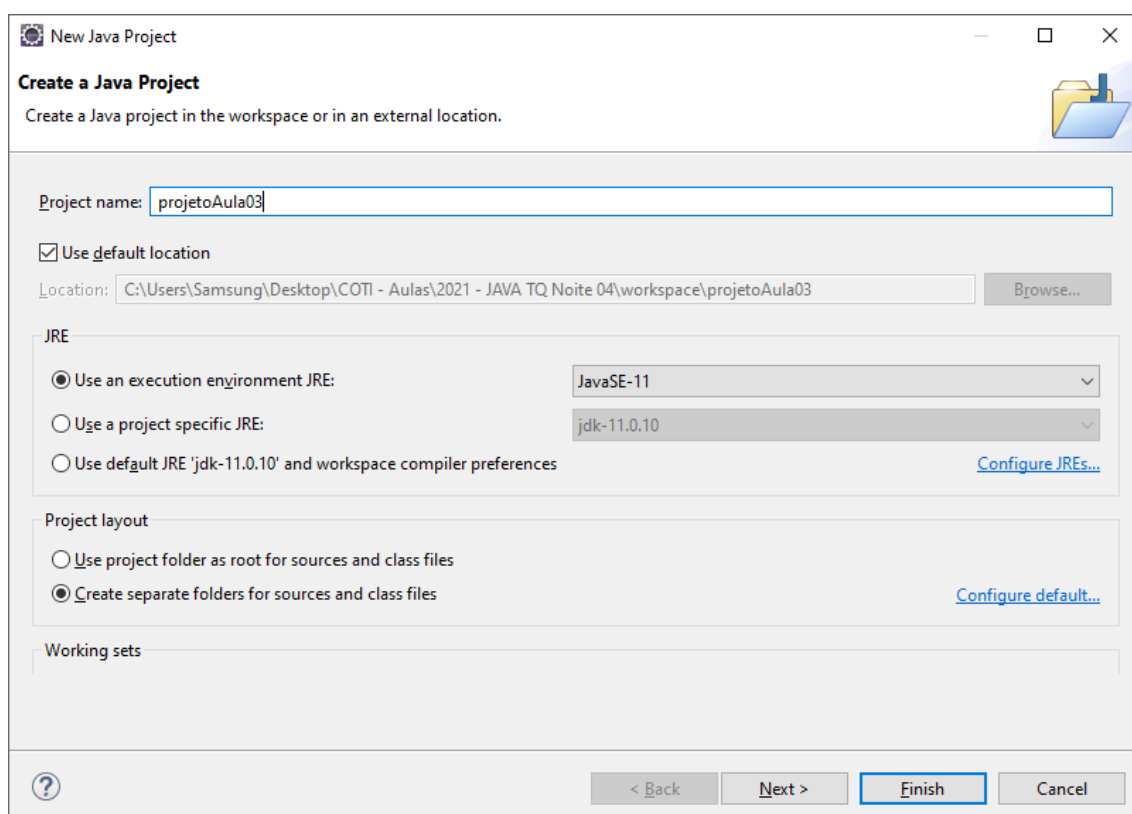 New Java Project
Create a Java Project
Create a Java project in the workspace or in an external location.
Project name: projetoAula03
Use default location
Location: C:\Users\Samsung\Desktop\COTI - Aulas\2021 - JAVA TQ Noite 04\workspace\projetoAula03 Browse...
JRE
Use an execution environment JRE: JavaSE-11
Use a project specific JRE: jdk-11.0.10
Use default JRE 'jdk-11.0.10' and workspace compiler preferences Configure JREs...
Project layout
Use project folder as root for sources and class files
Create separate folders for sources and class files Configure default...
Working sets
? < Back Next > Finish Cancel